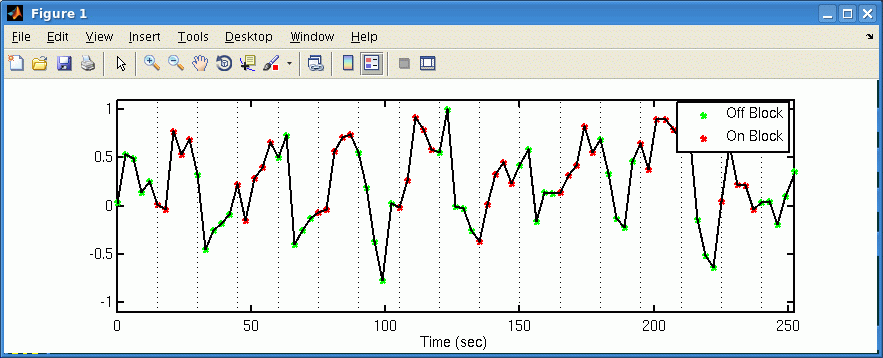 Figure 1
File Edit View Insert Tools Desktop Window Help
1
0.5
0
-0.5
-1
Off Block
On Block
0 50 100 150 200 250
Time (sec)